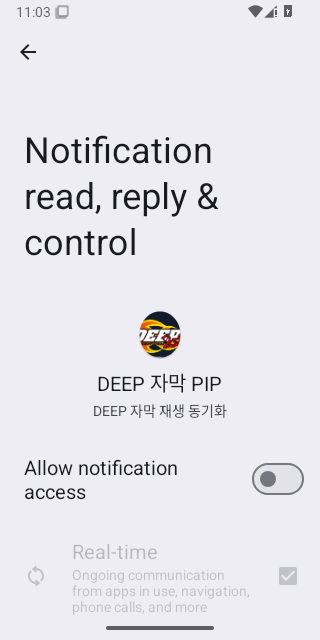 11:03
Notification
read, reply &
control
DEEP
DEEP 자막 PIP
DEEP 자막 재생 동기화
Allow notification
access
Real-time
Ongoing communication
from apps in use, navigation,
phone calls, and more